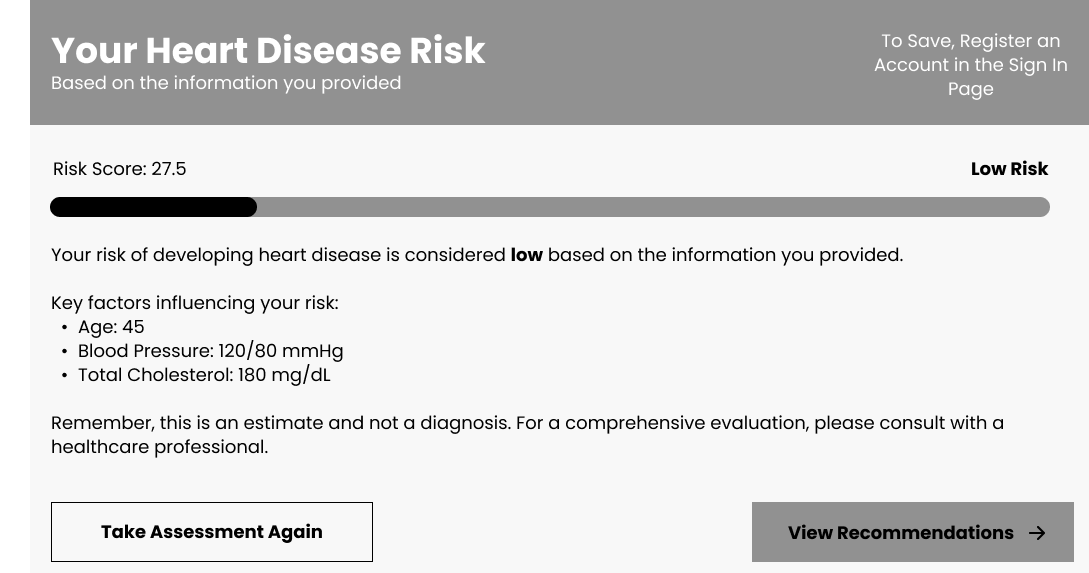 Your Heart Disease Risk
Based on the information you provided
To Save, Register an
Account in the Sign In
Page
Risk Score: 27.5
Low Risk
Your risk of developing heart disease is considered low based on the information you provided.
Key factors influencing your risk:
• Age: 45
• Blood Pressure: 120/80 mmHg
• Total Cholesterol: 180 mg/dL
Remember, this is an estimate and not a diagnosis. For a comprehensive evaluation, please consult with a
healthcare professional.
Take Assessment Again
View Recommendations →